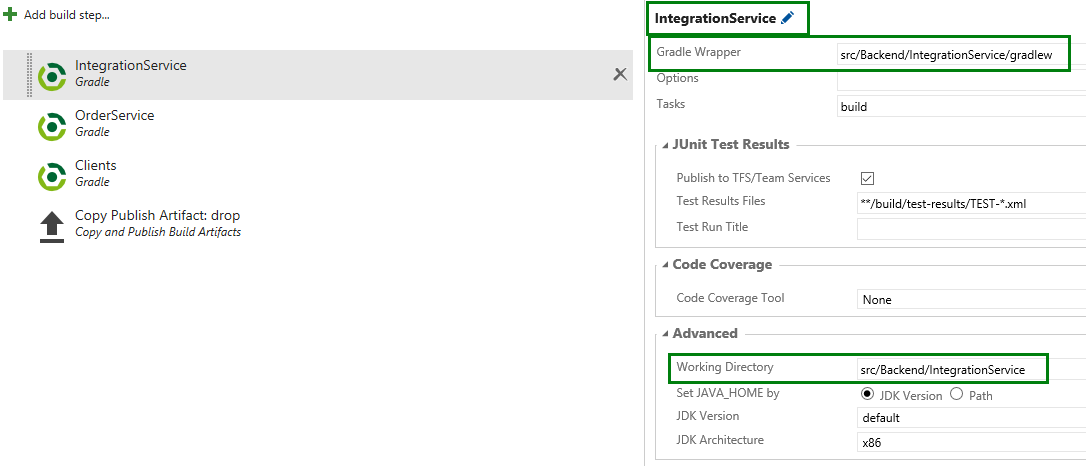 Add build step...
IntegrationService
Gradle
OrderService
Gradle
Clients
Gradle
Copy Publish Artifact: drop
Copy and Publish Build Artifacts
IntegrationService
Gradle Wrapper src/Backend/IntegrationService/gradlew
Options
Tasks build
JUnit Test Results
Publish to TFS/Team Services
Test Results Files **/build/test-results/TEST-*.xml
Test Run Title
Code Coverage
Code Coverage Tool None
Advanced
Working Directory src/Backend/IntegrationService
Set JAVA_HOME by JDK Version Path
JDK Version default
JDK Architecture x86